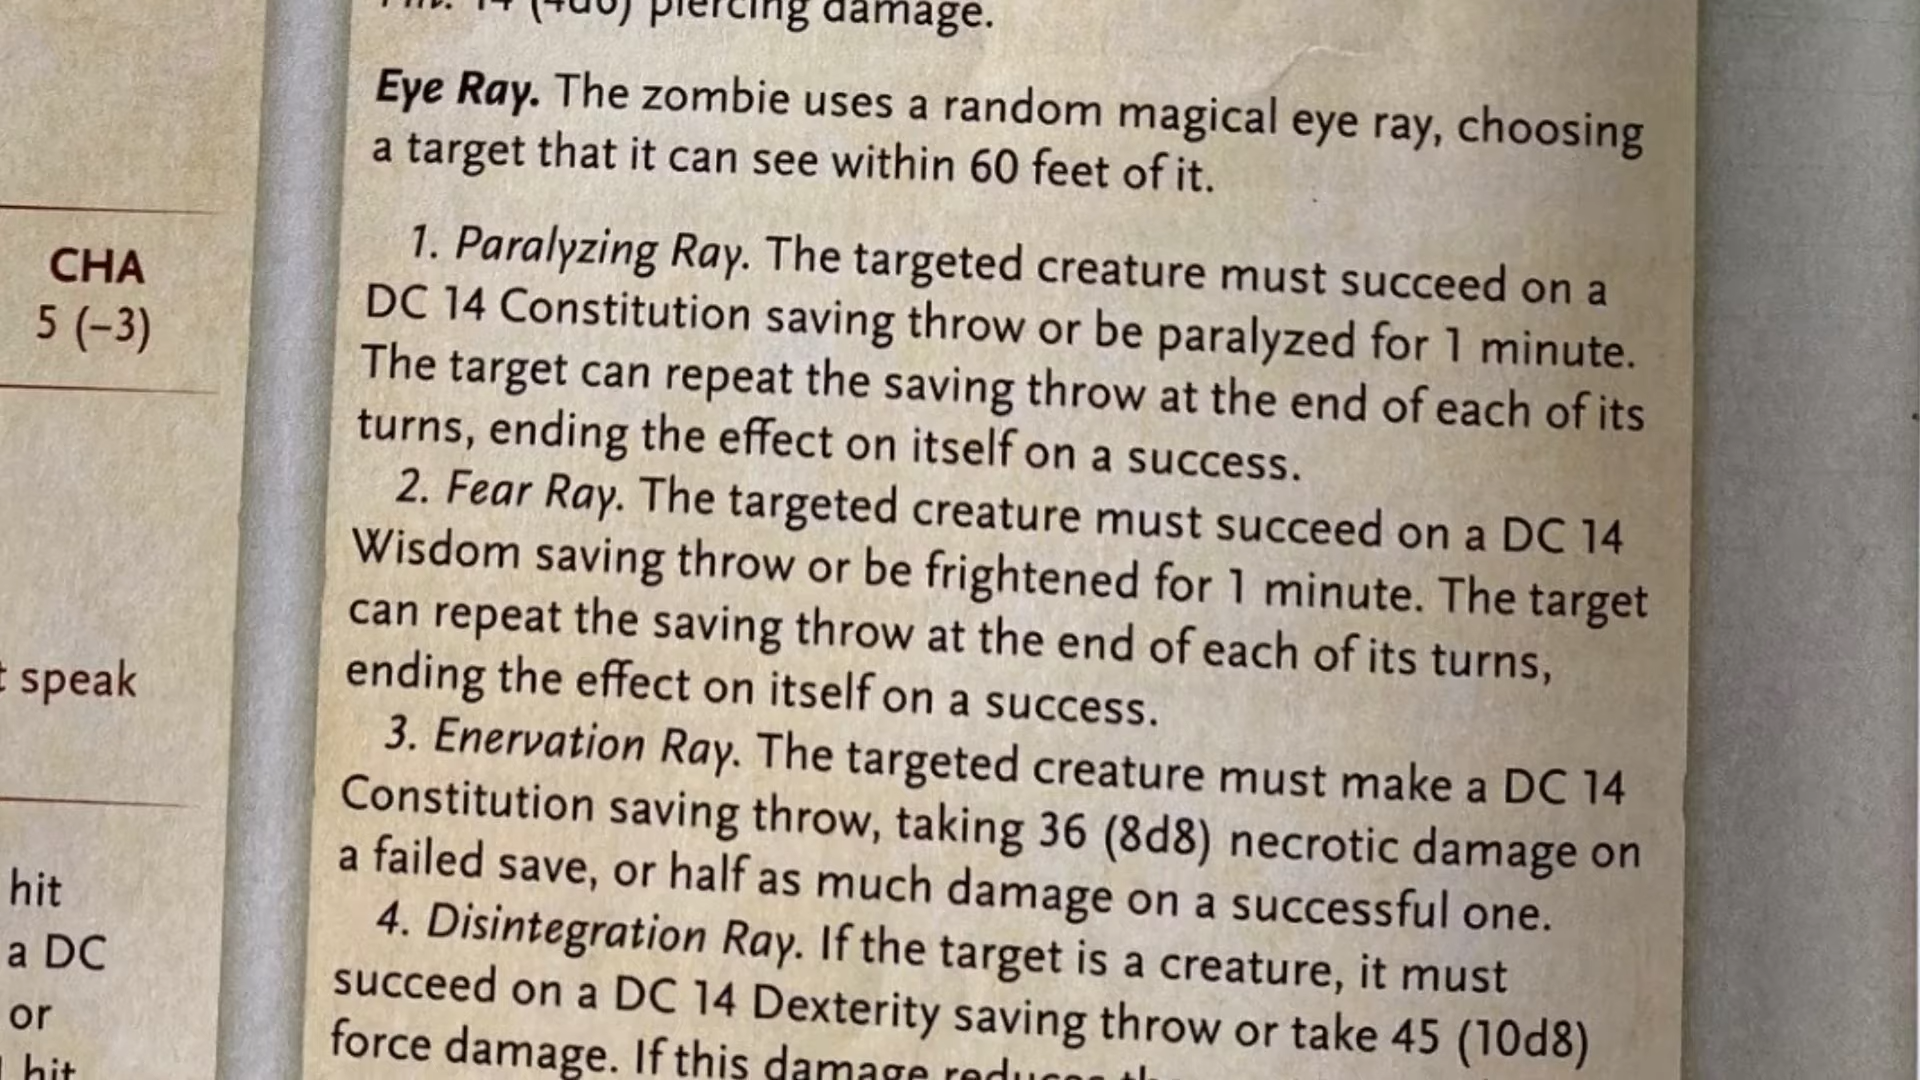 CHA
5 (–3)
speak
hit
a DC
or
hit
14 (4d6) piercing damage.
Eye Ray. The zombie uses a random magical eye ray, choosing
a target that it can see within 60 feet of it.
1. Paralyzing Ray. The targeted creature must succeed on a
DC 14 Constitution saving throw or be paralyzed for 1 minute.
The target can repeat the saving throw at the end of each of its
turns, ending the effect on itself on a success.
2. Fear Ray. The targeted creature must succeed on a DC 14
Wisdom saving throw or be frightened for 1 minute. The target
can repeat the saving throw at the end of each of its turns,
ending the effect on itself on a success.
3. Enervation Ray. The targeted creature must make a DC 14
Constitution saving throw, taking 36 (8d8) necrotic damage on
a failed save, or half as much damage on a successful one.
4. Disintegration Ray. If the target is a creature, it must
succeed on a DC 14 Dexterity saving throw or take 45 (10d8)
force damage. If this damage reduces